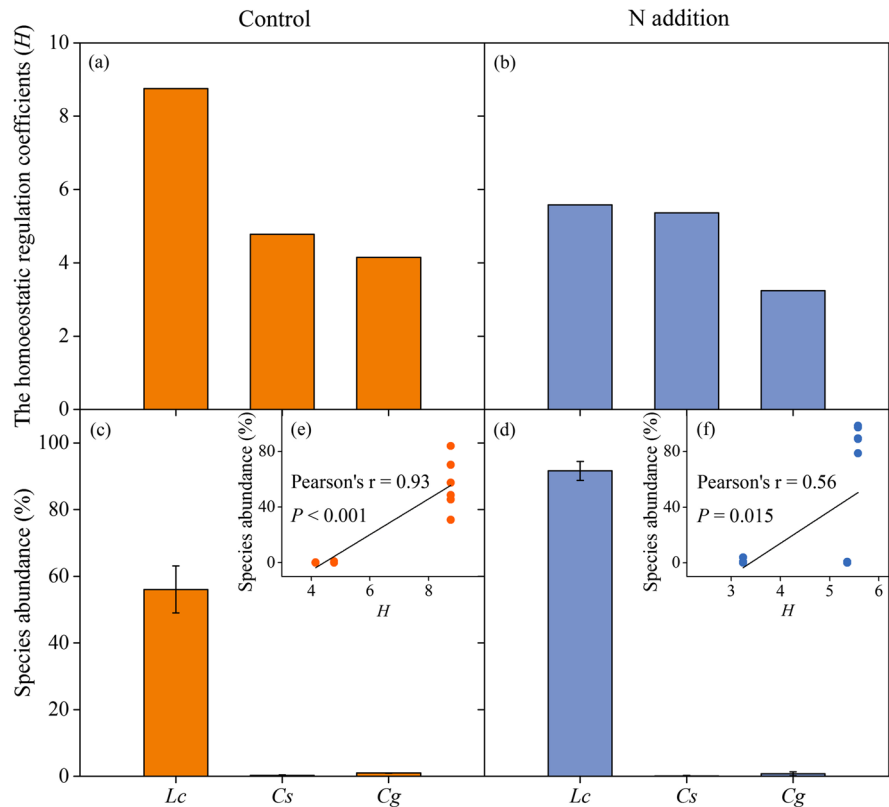 Control
N addition
The homoeostatic regulation coefficients (H)
10
8
6
4
2
0
(a)
(b)
Species abundance (%)
100
80
60
40
20
0
(c)
(e)
Species abundance (%)
80
40
0
Pearson's r = 0.93
P < 0.001
4 6 8
H
(d)
(f)
Species abundance (%)
80
40
0
Pearson's r = 0.56
P = 0.015
3 4 5 6
H
Lc Cs Cg
Lc Cs Cg